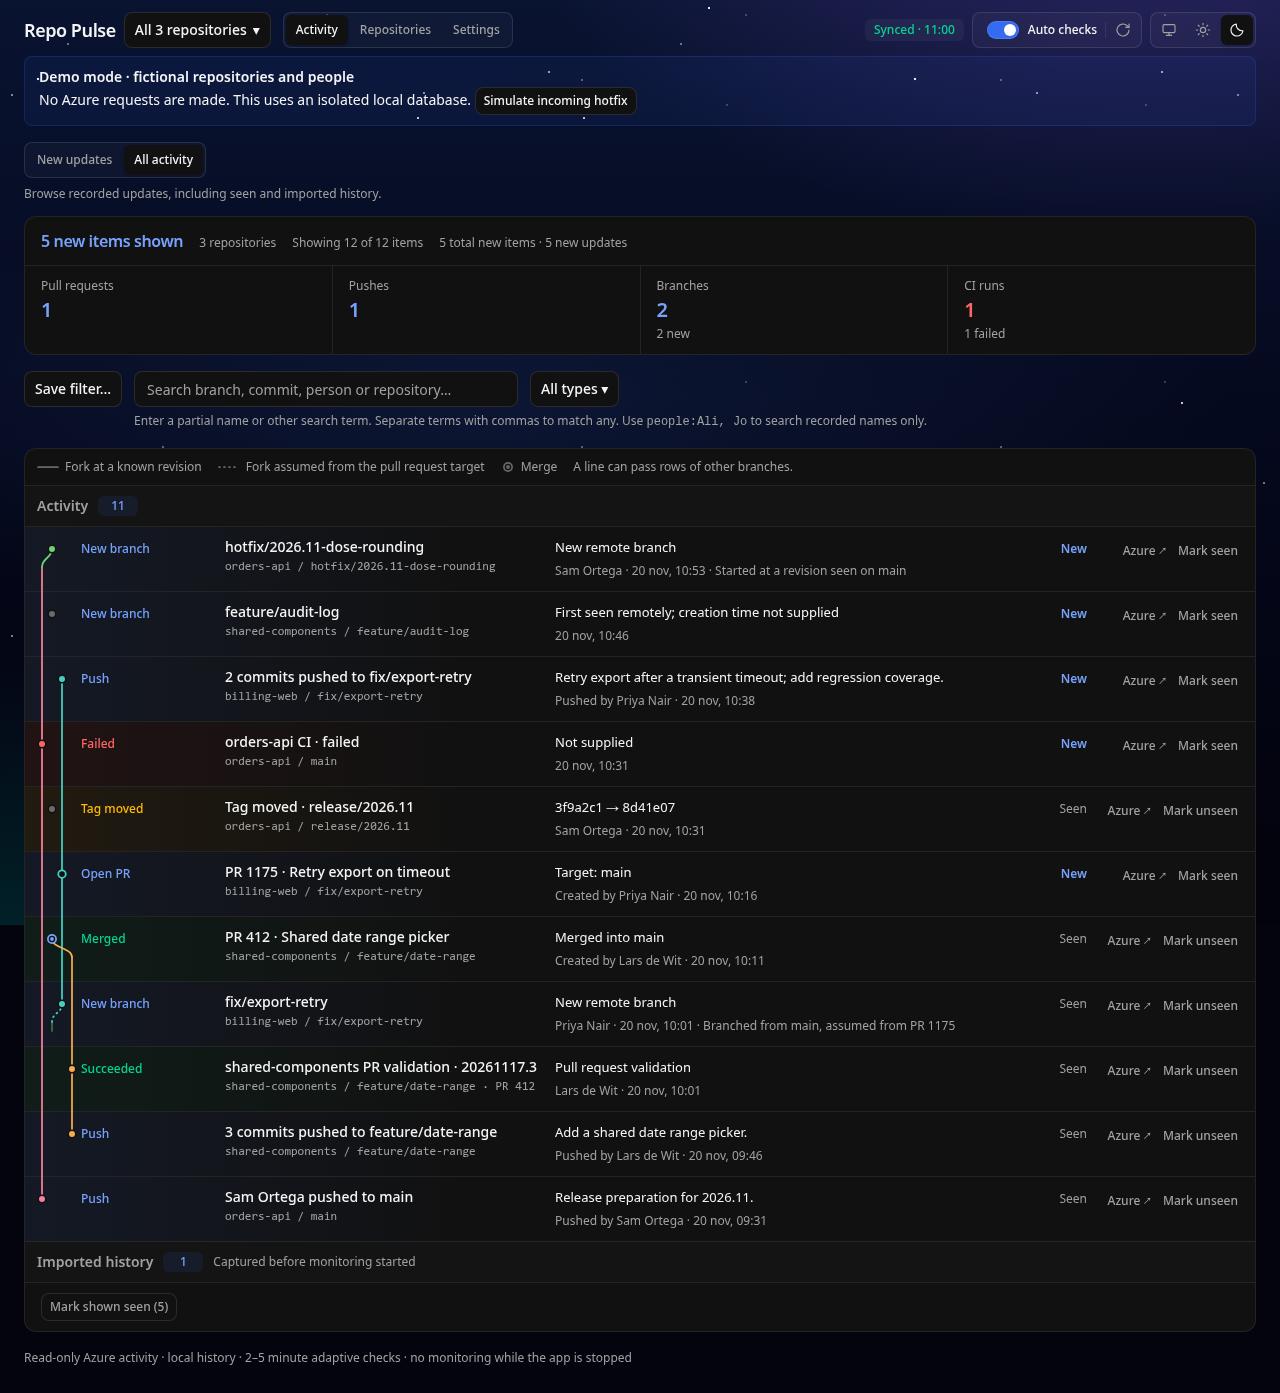 Repo Pulse All 3 repositories ▾ Activity Repositories Settings Synced · 11:00 Auto checks
Demo mode · fictional repositories and people
No Azure requests are made. This uses an isolated local database. Simulate incoming hotfix
New updates All activity
Browse recorded updates, including seen and imported history.
5 new items shown 3 repositories Showing 12 of 12 items 5 total new items · 5 new updates
Pull requests Pushes Branches CI runs
1 1 2 1
2 new 1 failed
Save filter... Search branch, commit, person or repository... All types ▾
Enter a partial name or other search term. Separate terms with commas to match any. Use people:Ali, Jo to search recorded names only.
Fork at a known revision Fork assumed from the pull request target Merge A line can pass rows of other branches.
Activity 11
New branch hotfix/2026.11-dose-rounding New remote branch New Azure ↗ Mark seen
orders-api / hotfix/2026.11-dose-rounding Sam Ortega · 20 nov, 10:53 · Started at a revision seen on main
New branch feature/audit-log First seen remotely; creation time not supplied New Azure ↗ Mark seen
shared-components / feature/audit-log 20 nov, 10:46
Push 2 commits pushed to fix/export-retry Retry export after a transient timeout; add regression coverage. New Azure ↗ Mark seen
billing-web / fix/export-retry Pushed by Priya Nair · 20 nov, 10:38
Failed orders-api CI · failed Not supplied New Azure ↗ Mark seen
orders-api / main 20 nov, 10:31
Tag moved Tag moved · release/2026.11 3f9a2c1 → 8d41e07 Seen Azure ↗ Mark unseen
orders-api / release/2026.11 Sam Ortega · 20 nov, 10:31
Open PR PR 1175 · Retry export on timeout Target: main New Azure ↗ Mark seen
billing-web / fix/export-retry Created by Priya Nair · 20 nov, 10:16
Merged PR 412 · Shared date range picker Merged into main Seen Azure ↗ Mark unseen
shared-components / feature/date-range Created by Lars de Wit · 20 nov, 10:11
New branch fix/export-retry New remote branch Seen Azure ↗ Mark unseen
billing-web / fix/export-retry Priya Nair · 20 nov, 10:01 · Branched from main, assumed from PR 1175
Succeeded shared-components PR validation · 20261117.3 Pull request validation Seen Azure ↗ Mark unseen
shared-components / feature/date-range · PR 412 Lars de Wit · 20 nov, 10:01
Push 3 commits pushed to feature/date-range Add a shared date range picker. Seen Azure ↗ Mark unseen
shared-components / feature/date-range Pushed by Lars de Wit · 20 nov, 09:46
Push Sam Ortega pushed to main Release preparation for 2026.11. Seen Azure ↗ Mark unseen
orders-api / main Pushed by Sam Ortega · 20 nov, 09:31
Imported history 1 Captured before monitoring started
Mark shown seen (5)
Read-only Azure activity · local history · 2–5 minute adaptive checks · no monitoring while the app is stopped